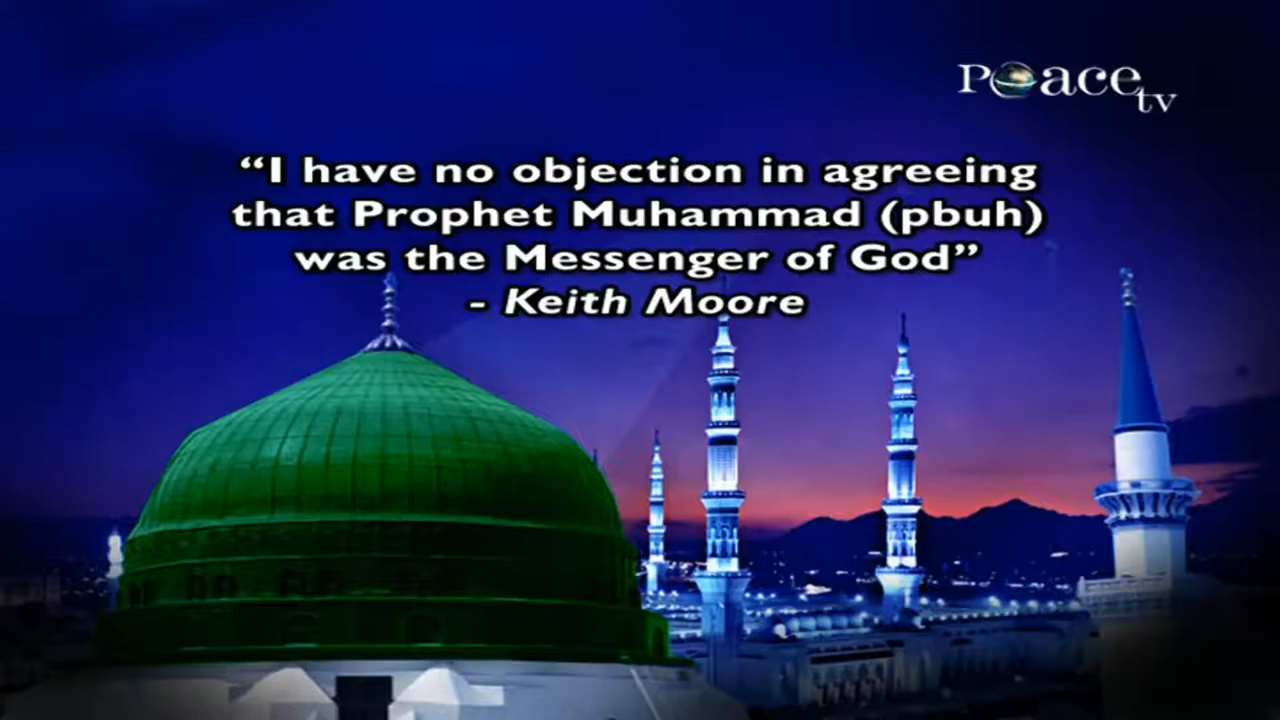 Peace tv
“I have no objection in agreeing
that Prophet Muhammad (pbuh)
was the Messenger of God”
- Keith Moore